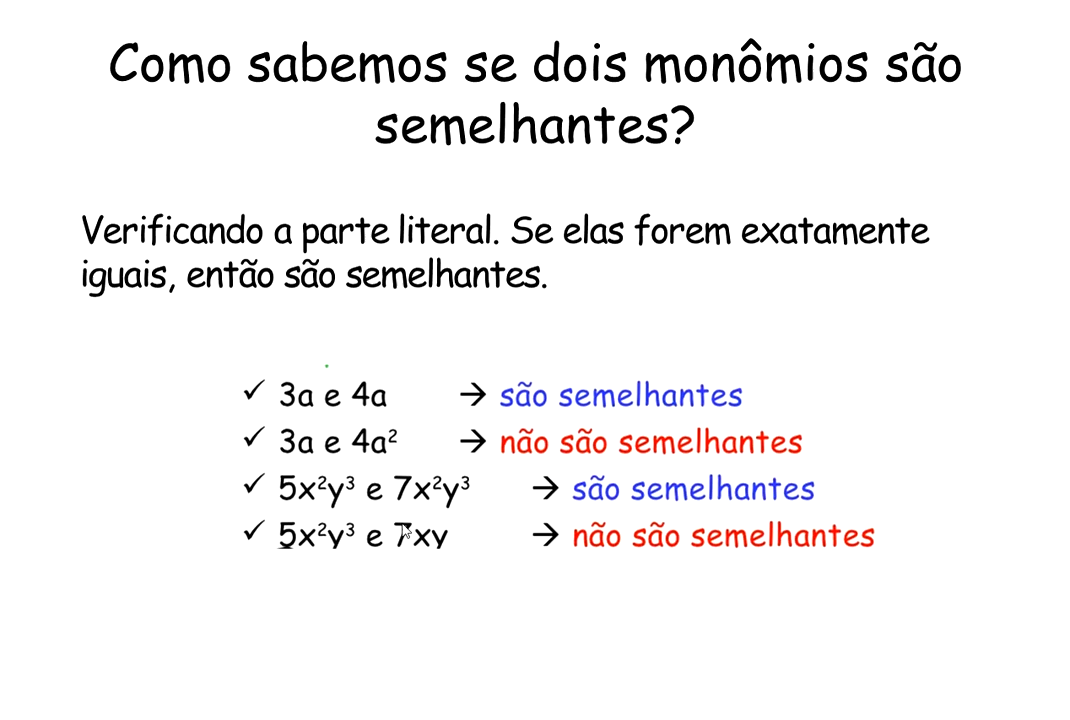 Como sabemos se dois monômios são
semelhantes?
Verificando a parte literal. Se elas forem exatamente
iguais, então são semelhantes.
✓ 3a e 4a → são semelhantes
✓ 3a e 4a² → não são semelhantes
✓ 5x²y³ e 7x²y³ → são semelhantes
✓ 5x²y³ e 7xy → não são semelhantes